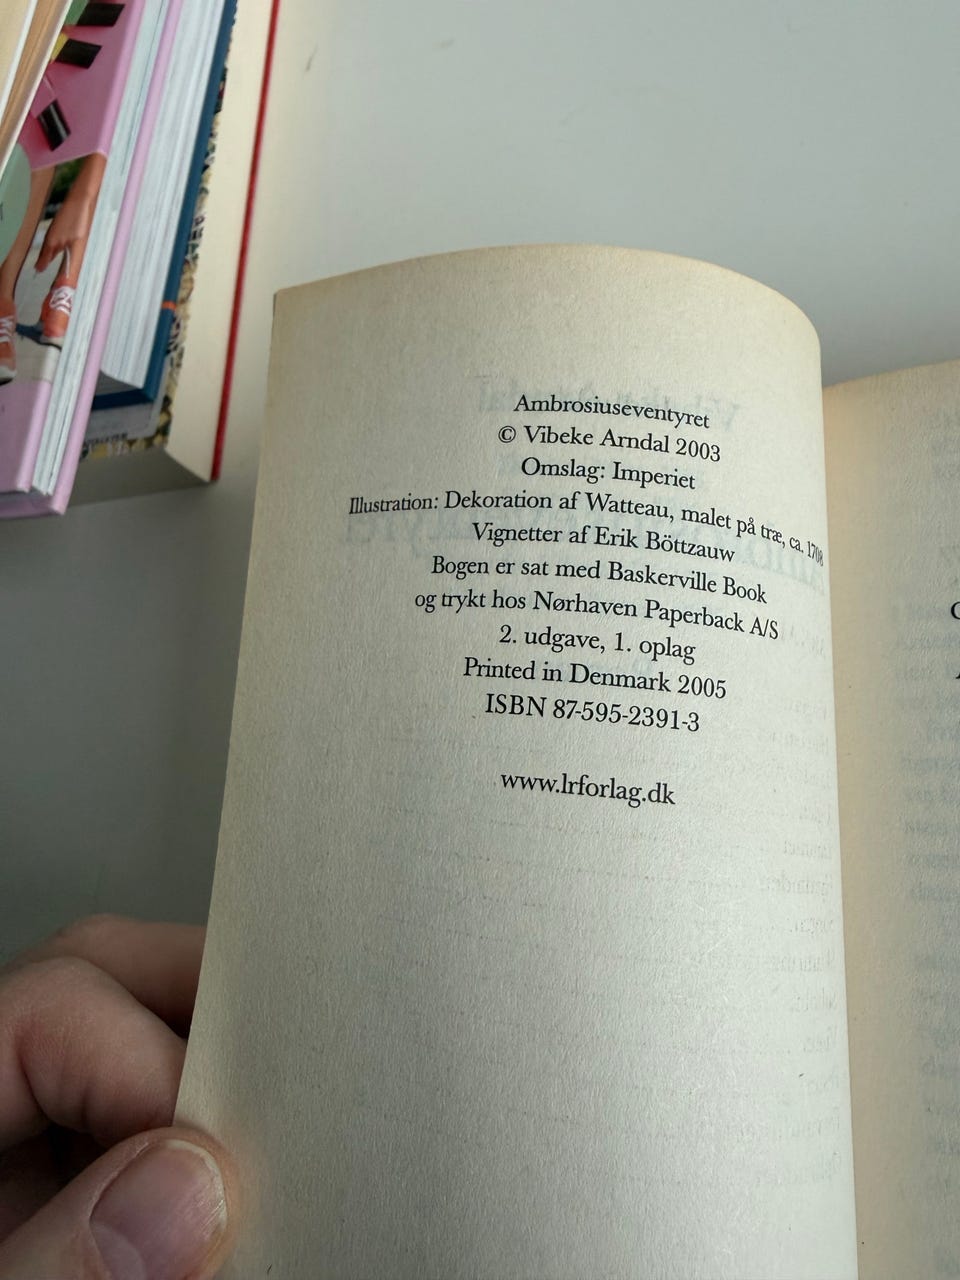 Ambrosiuseventyret
© Vibeke Arndal 2003
Omslag: Imperiet
Illustration: Dekoration af Watteau, malet på træ, ca. 1708
Vignetter af Erik Böttzauw
Bogen er sat med Baskerville Book
og trykt hos Nørhaven Paperback A/S
2. udgave, 1. oplag
Printed in Denmark 2005
ISBN 87-595-2391-3
www.lrforlag.dk